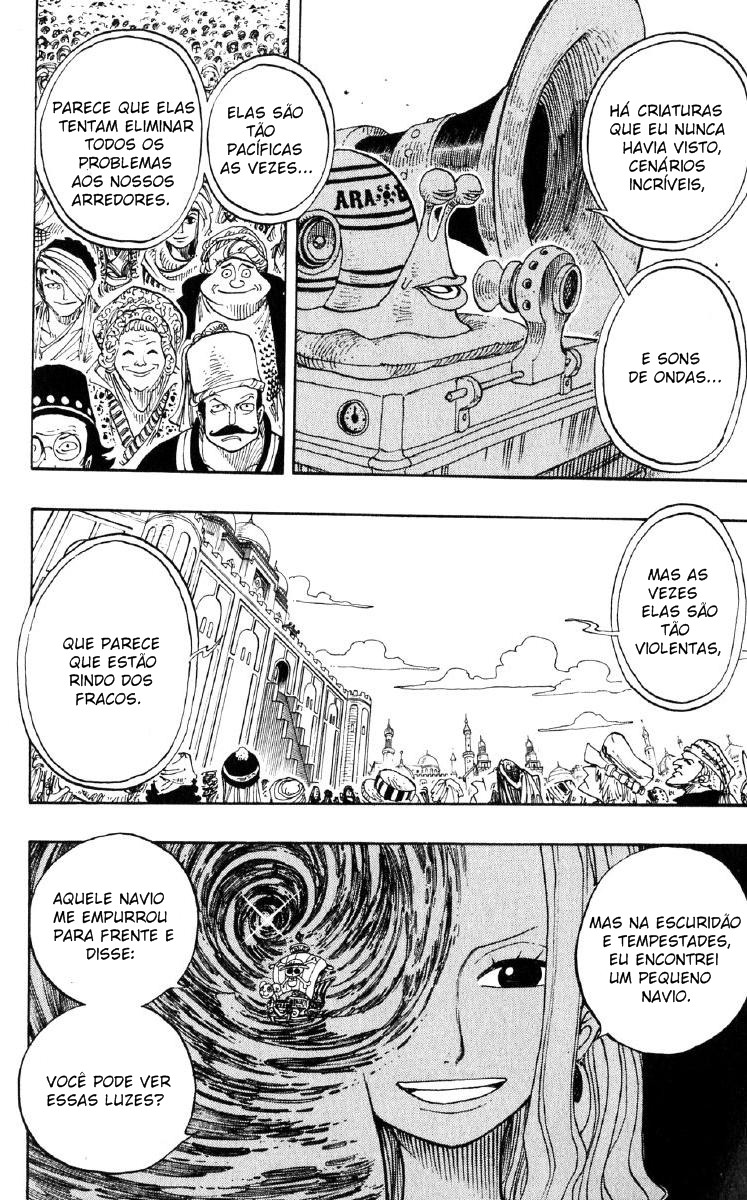 HÁ CRIATURAS
QUE EU NUNCA
HAVIA VISTO,
CENÁRIOS
INCRÍVEIS,
E SONS
DE ONDAS...
ARA
B
ELAS SÃO
TÃO
PACÍFICAS
AS VEZES...
PARECE QUE ELAS
TENTAM ELIMINAR
TODOS OS
PROBLEMAS
AOS NOSSOS
ARREDORES.
MAS AS
VEZES
ELAS SÃO
TÃO
VIOLENTAS,
QUE PARECE
QUE ESTÃO
RINDO DOS
FRACOS.
MAS NA ESCURIDÃO
E TEMPESTADES,
EU ENCONTREI
UM PEQUENO
NAVIO.
AQUELE NAVIO
ME EMPURROU
PARA FRENTE E
DISSE:
VOCÊ PODE VER
ESSAS LUZES?